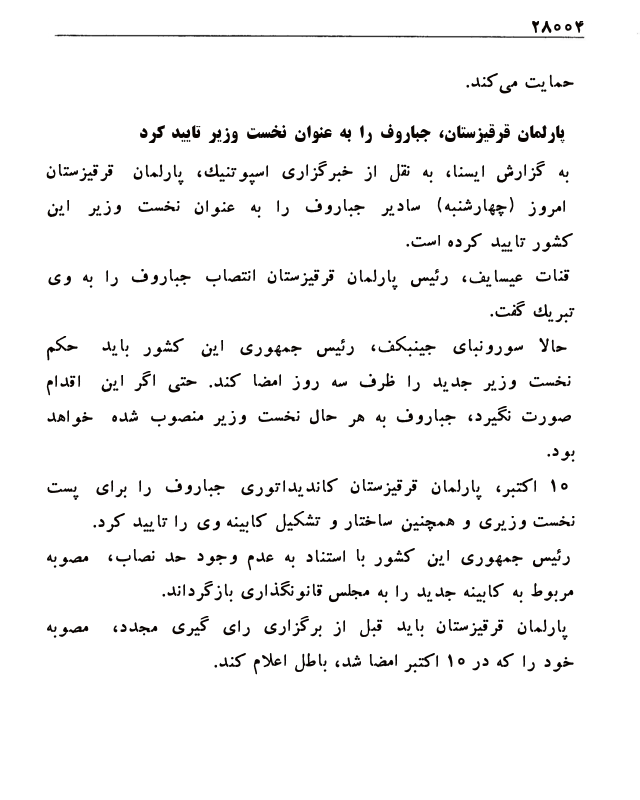 ۲۸۰۰۴
حمایت می‌کند.
پارلمان قرقیزستان، جباروف را به عنوان نخست وزیر تایید کرد
به گزارش ایسنا، به نقل از خبرگزاری اسپوتنیك، پارلمان قرقیزستان
امروز (چهارشنبه) سادیر جباروف را به عنوان نخست وزیر این
کشور تایید کرده است.
قنات عیسایف، رئیس پارلمان قرقیزستان انتصاب جباروف را به وی
تبریك گفت.
حالا سورونبای جینبکف، رئیس جمهوری این کشور باید حکم
نخست وزیر جدید را ظرف سه روز امضا کند. حتی اگر این اقدام
صورت نگیرد، جباروف به هر حال نخست وزیر منصوب شده خواهد
بود.
۱۰ اکتبر، پارلمان قرقیزستان کاندیداتوری جباروف را برای پست
نخست وزیری و همچنین ساختار و تشکیل کابینه وی را تایید کرد.
رئیس جمهوری این کشور با استناد به عدم وجود حد نصاب، مصوبه
مربوط به کابینه جدید را به مجلس قانونگذاری بازگرداند.
پارلمان قرقیزستان باید قبل از برگزاری رای گیری مجدد، مصوبه
خود را که در ۱۰ اکتبر امضا شد، باطل اعلام کند.